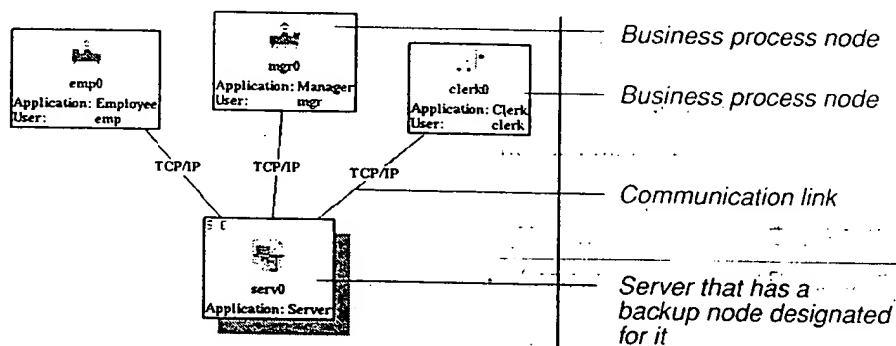 emp0
Application: Employee
User: emp
mgr0
Application: Manager
User: mgr
clerk0
Application: Clerk
User: clerk
TCP/IP
TCP/IP
TCP/IP
serv0
Application: Server
Business process node
Business process node
Communication link
Server that has a
backup node designated
for it